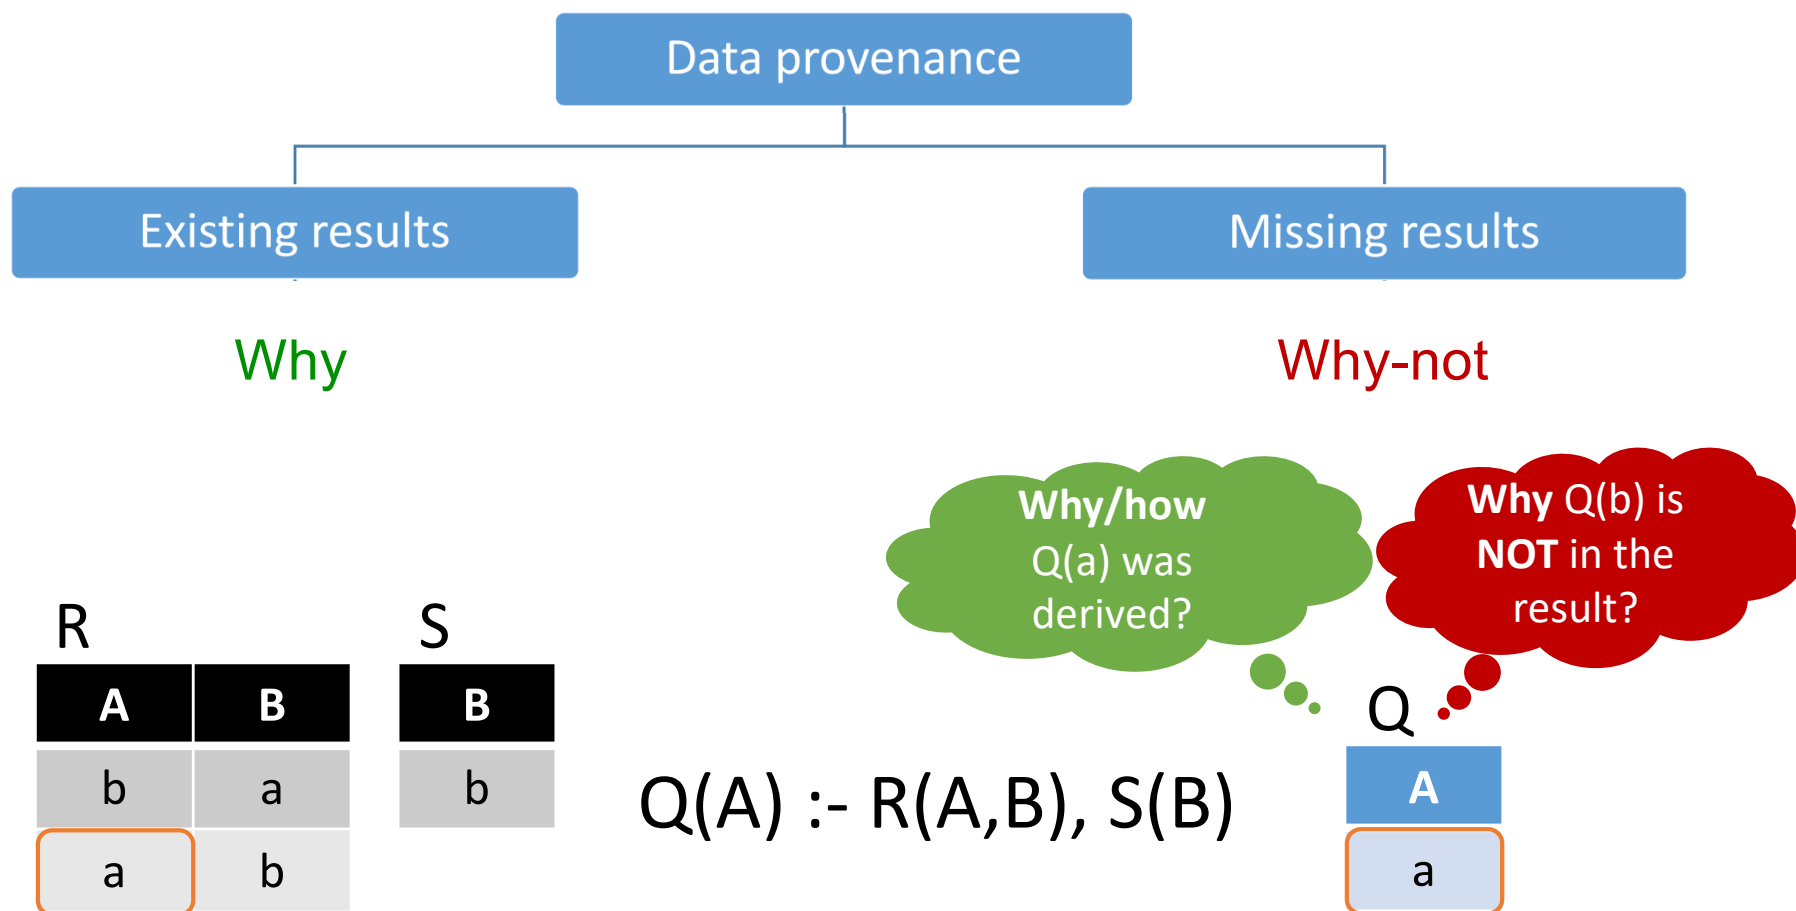 Data provenance
Existing results
Missing results
Why
Why-not
Why/how
Q(a) was
derived?
Why Q(b) is
NOT in the
result?
R
S
Q
A B
B
b a
b
a b
Q(A) :- R(A,B), S(B)
A
a